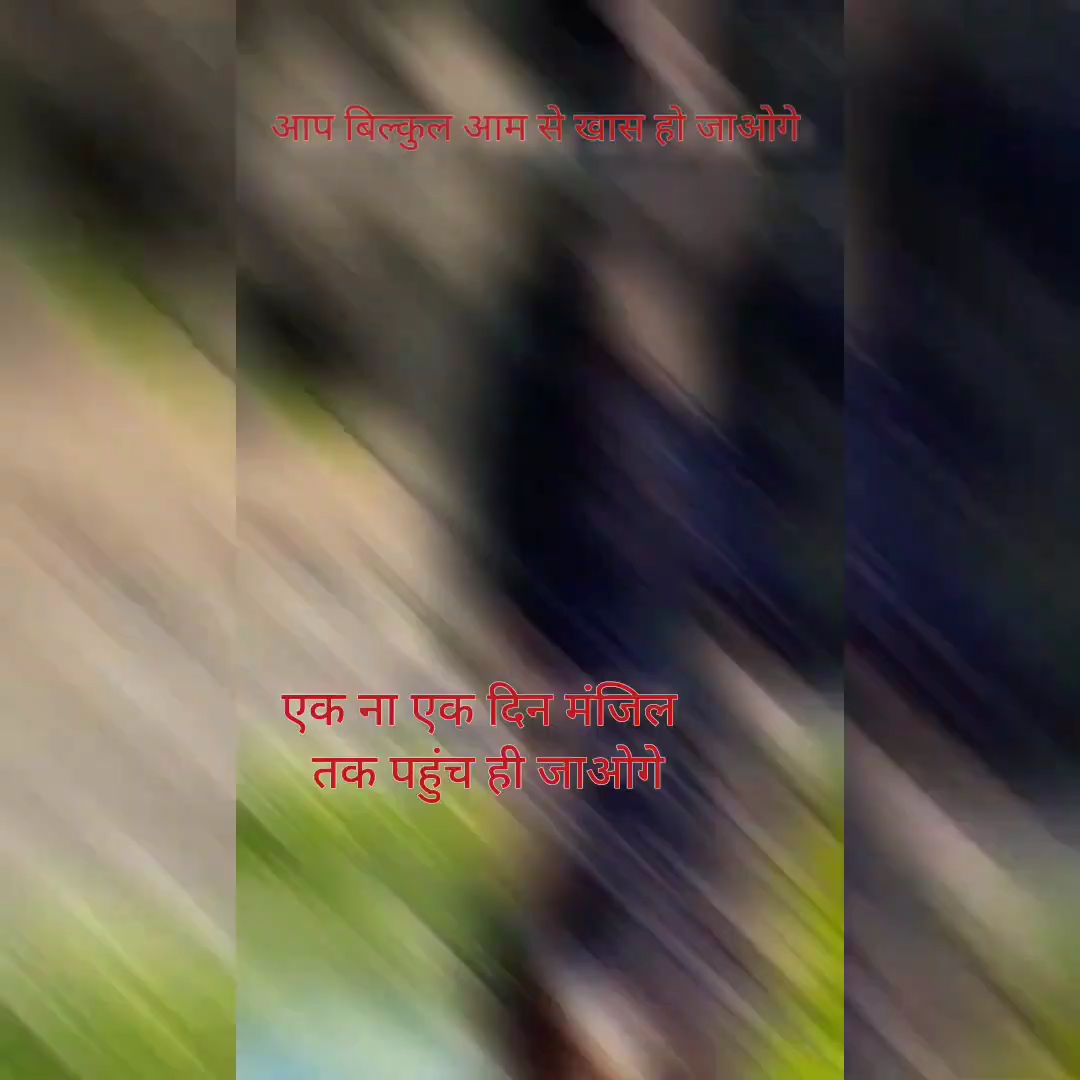 आप बिल्कुल आम से खास हो जाओगे
एक ना एक दिन मंजिल
तक पहुंच ही जाओगे